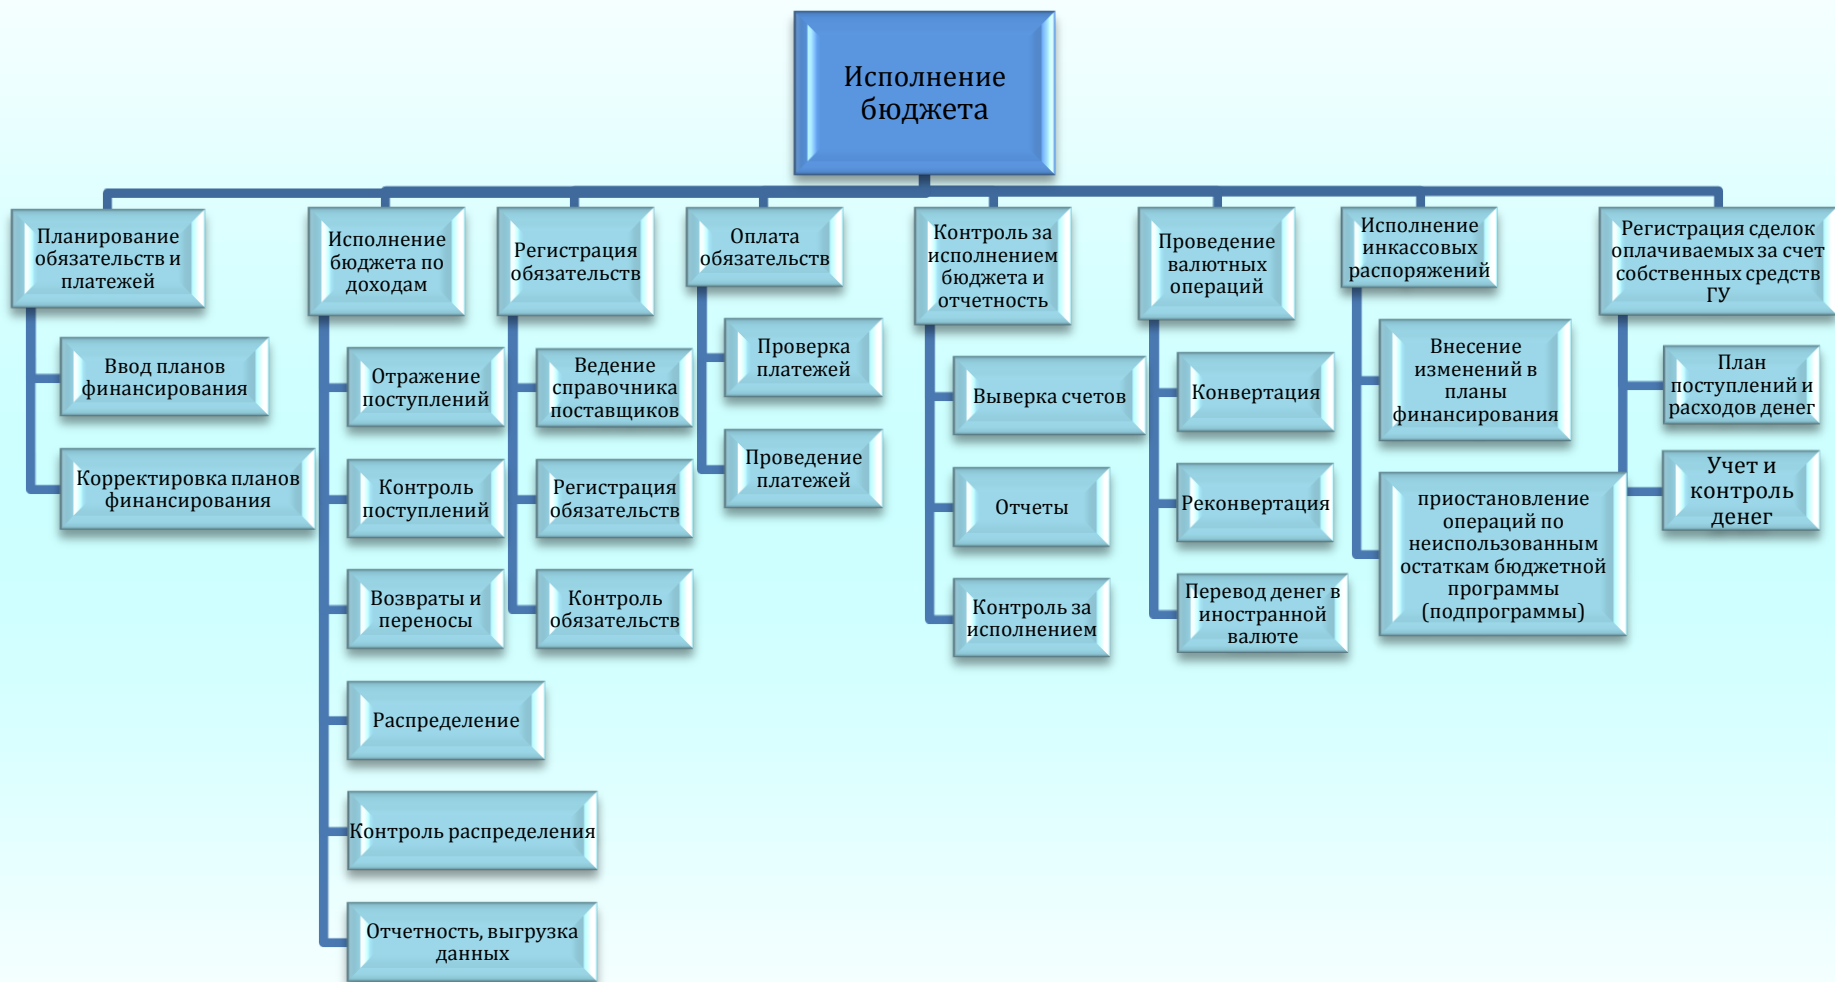 Исполнение
бюджета
Планирование
обязательств и
платежей
Ввод планов
финансирования
Корректировка планов
финансирования
Исполнение
бюджета по
доходам
Отражение
поступлений
Контроль
поступлений
Возвраты и
переносы
Распределение
Контроль распределения
Отчетность, выгрузка
данных
Регистрация
обязательств
Ведение
справочника
поставщиков
Регистрация
обязательств
Контроль
обязательств
Оплата
обязательств
Проверка
платежей
Проведение
платежей
Контроль за
исполнением
бюджета и
отчетность
Выверка счетов
Отчеты
Контроль за
исполнением
Проведение
валютных
операций
Конвертация
Реконвертация
Перевод денег в
иностранной
валюте
Исполнение
инкассовых
распоряжений
Внесение
изменений в
планы
финансирования
приостановление
операций по
неиспользованным
остаткам бюджетной
программы
(подпрограммы)
Регистрация сделок
оплачиваемых за счет
собственных средств
ГУ
План
поступлений и
расходов денег
Учет и
контроль
денег